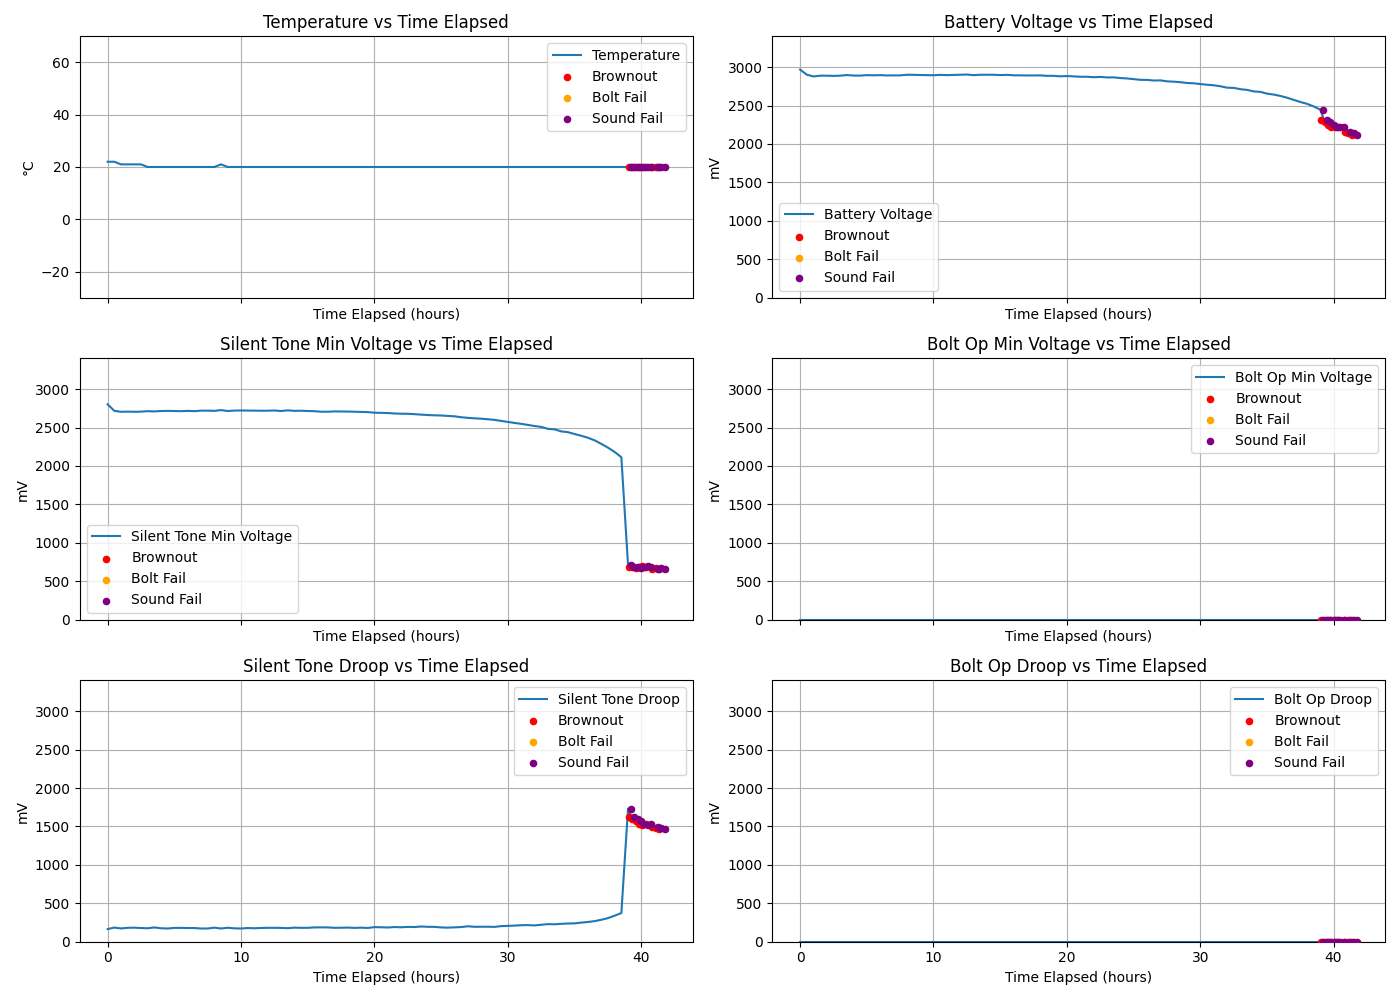 Temperature vs Time Elapsed
60
40
20
0
−20
°C
Temperature
Brownout
Bolt Fail
Sound Fail
Time Elapsed (hours)
Battery Voltage vs Time Elapsed
3000
2500
2000
1500
1000
500
0
mV
Battery Voltage
Brownout
Bolt Fail
Sound Fail
Time Elapsed (hours)
Silent Tone Min Voltage vs Time Elapsed
3000
2500
2000
1500
1000
500
0
mV
Silent Tone Min Voltage
Brownout
Bolt Fail
Sound Fail
Time Elapsed (hours)
Bolt Op Min Voltage vs Time Elapsed
3000
2500
2000
1500
1000
500
0
mV
Bolt Op Min Voltage
Brownout
Bolt Fail
Sound Fail
Time Elapsed (hours)
Silent Tone Droop vs Time Elapsed
3000
2500
2000
1500
1000
500
0
mV
Silent Tone Droop
Brownout
Bolt Fail
Sound Fail
0 10 20 30 40
Time Elapsed (hours)
Bolt Op Droop vs Time Elapsed
3000
2500
2000
1500
1000
500
0
mV
Bolt Op Droop
Brownout
Bolt Fail
Sound Fail
0 10 20 30 40
Time Elapsed (hours)